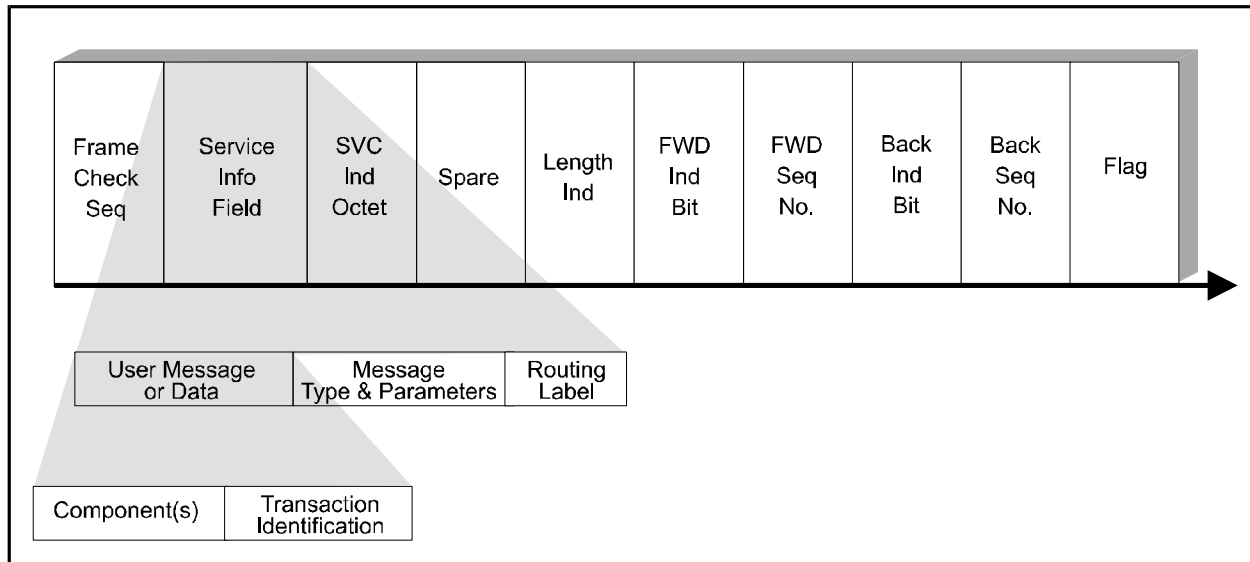 Frame
Check
Seq
Service
Info
Field
SVC
Ind
Octet
Spare
Length
Ind
FWD
Ind
Bit
FWD
Seq
No.
Back
Ind
Bit
Back
Seq
No.
Flag
User Message
or Data
Message
Type & Parameters
Routing
Label
Component(s)
Transaction
Identification